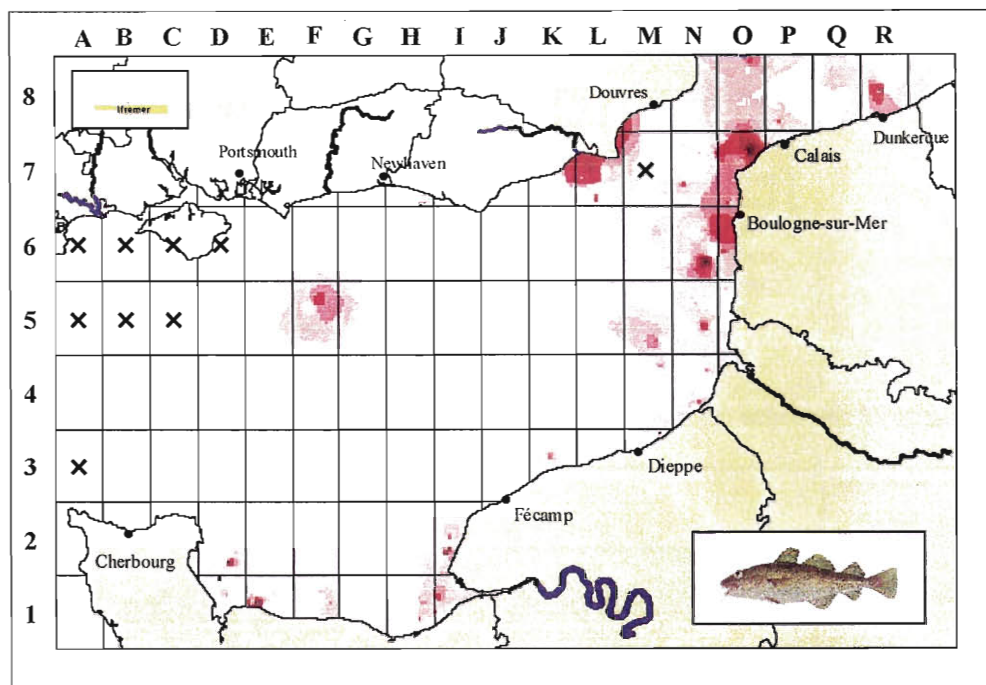 A B C D E F G H I J K L M N O P Q R
8
Ifremer
Douvres
Dunkerque
Portsmouth
Newhaven
Calais
7
×
Boulogne-sur-Mer
6
× × × ×
5
× × ×
4
3
×
Dieppe
Fécamp
2
Cherbourg
1